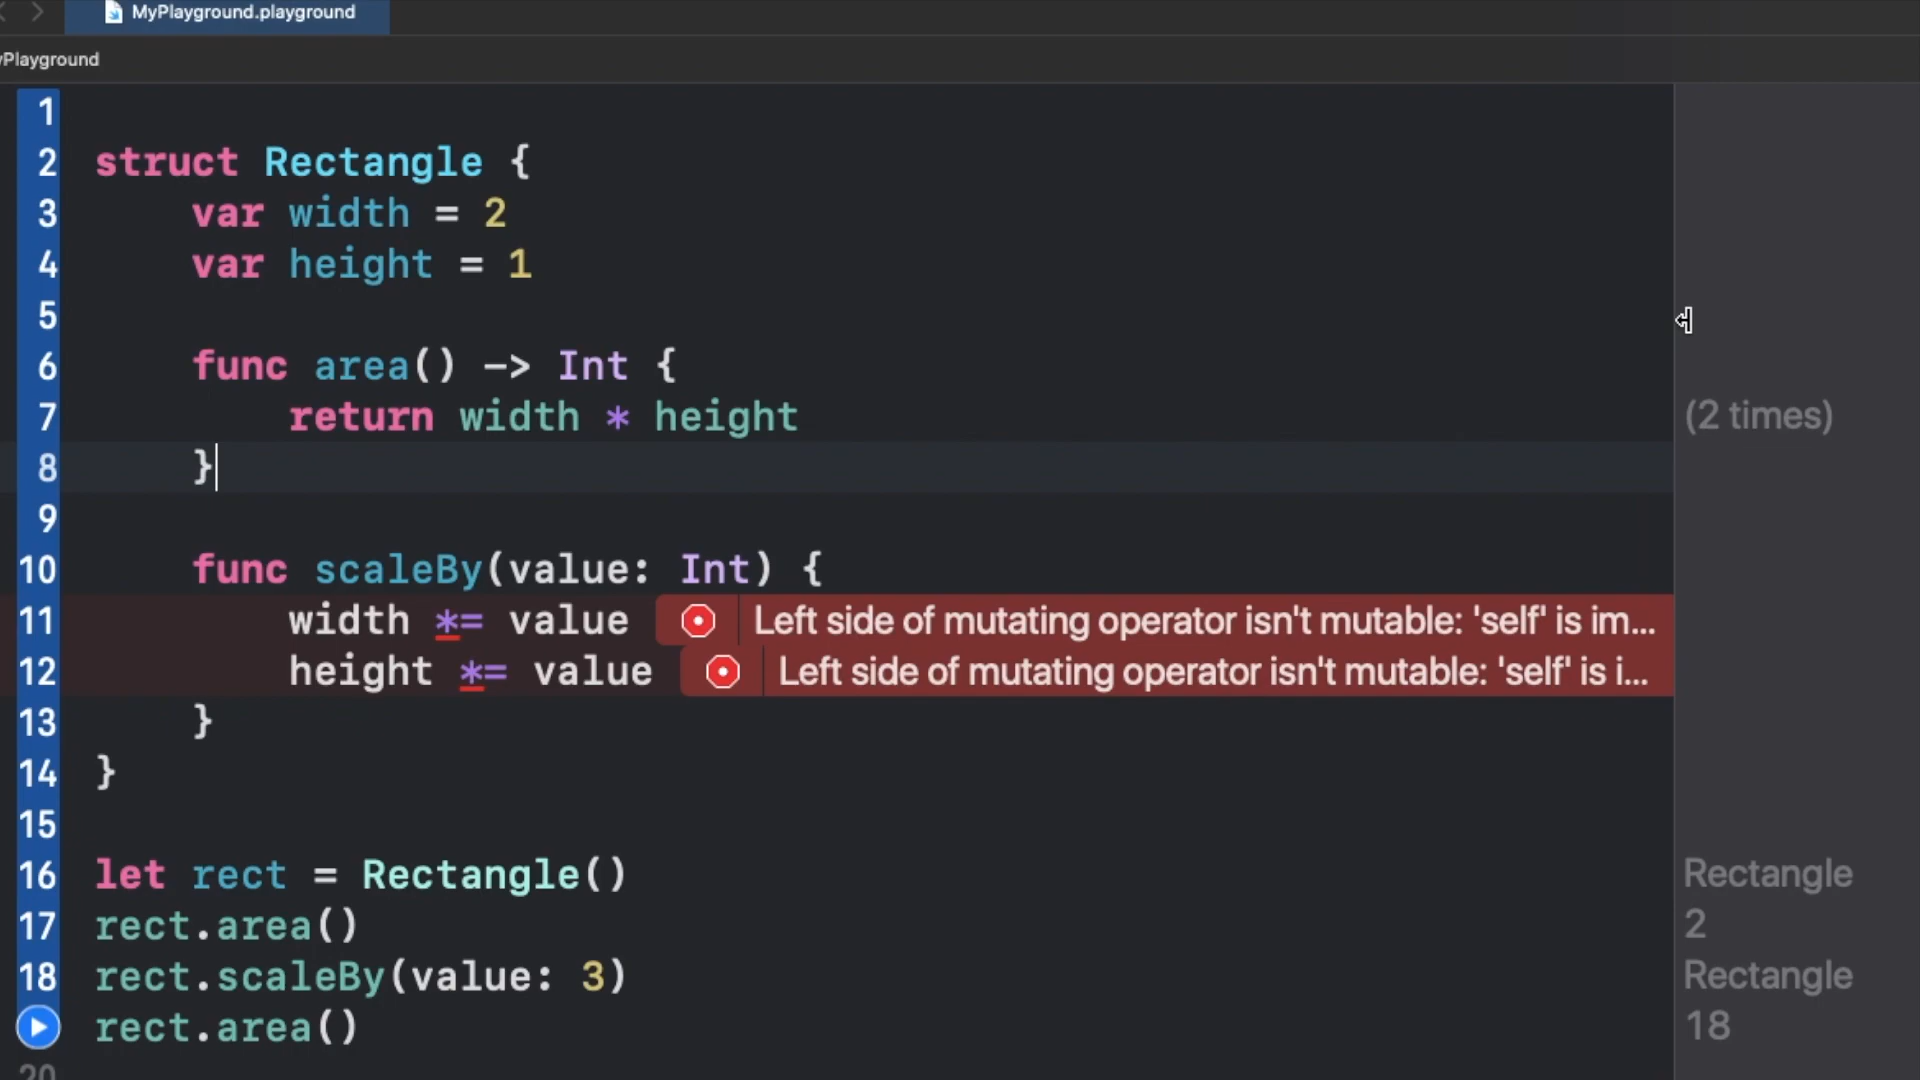 MyPlayground.playground
yPlayground
1
2 struct Rectangle {
3 var width = 2
4 var height = 1
5
6 func area() -> Int {
7 return width * height (2 times)
8 }
9
10 func scaleBy(value: Int) {
11 width *= value Left side of mutating operator isn't mutable: 'self' is im...
12 height *= value Left side of mutating operator isn't mutable: 'self' is i...
13 }
14 }
15
16 let rect = Rectangle() Rectangle
17 rect.area() 2
18 rect.scaleBy(value: 3) Rectangle
rect.area() 18
20